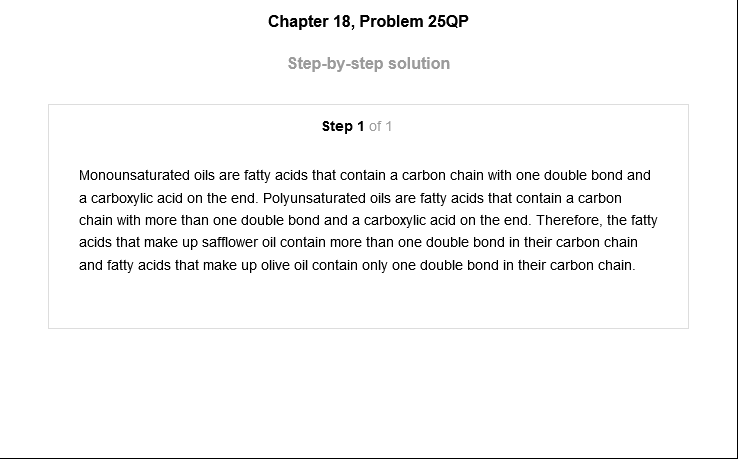 Chapter 18, Problem 25QP
Step-by-step solution
Step 1 of 1
Monounsaturated oils are fatty acids that contain a carbon chain with one double bond and
a carboxylic acid on the end. Polyunsaturated oils are fatty acids that contain a carbon
chain with more than one double bond and a carboxylic acid on the end. Therefore, the fatty
acids that make up safflower oil contain more than one double bond in their carbon chain
and fatty acids that make up olive oil contain only one double bond in their carbon chain.